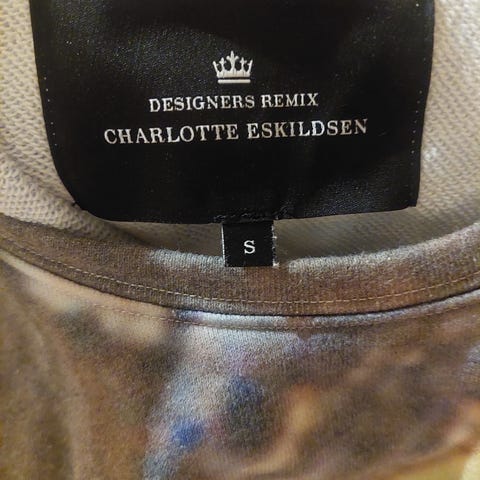 DESIGNERS REMIX
CHARLOTTE ESKILDSEN
S